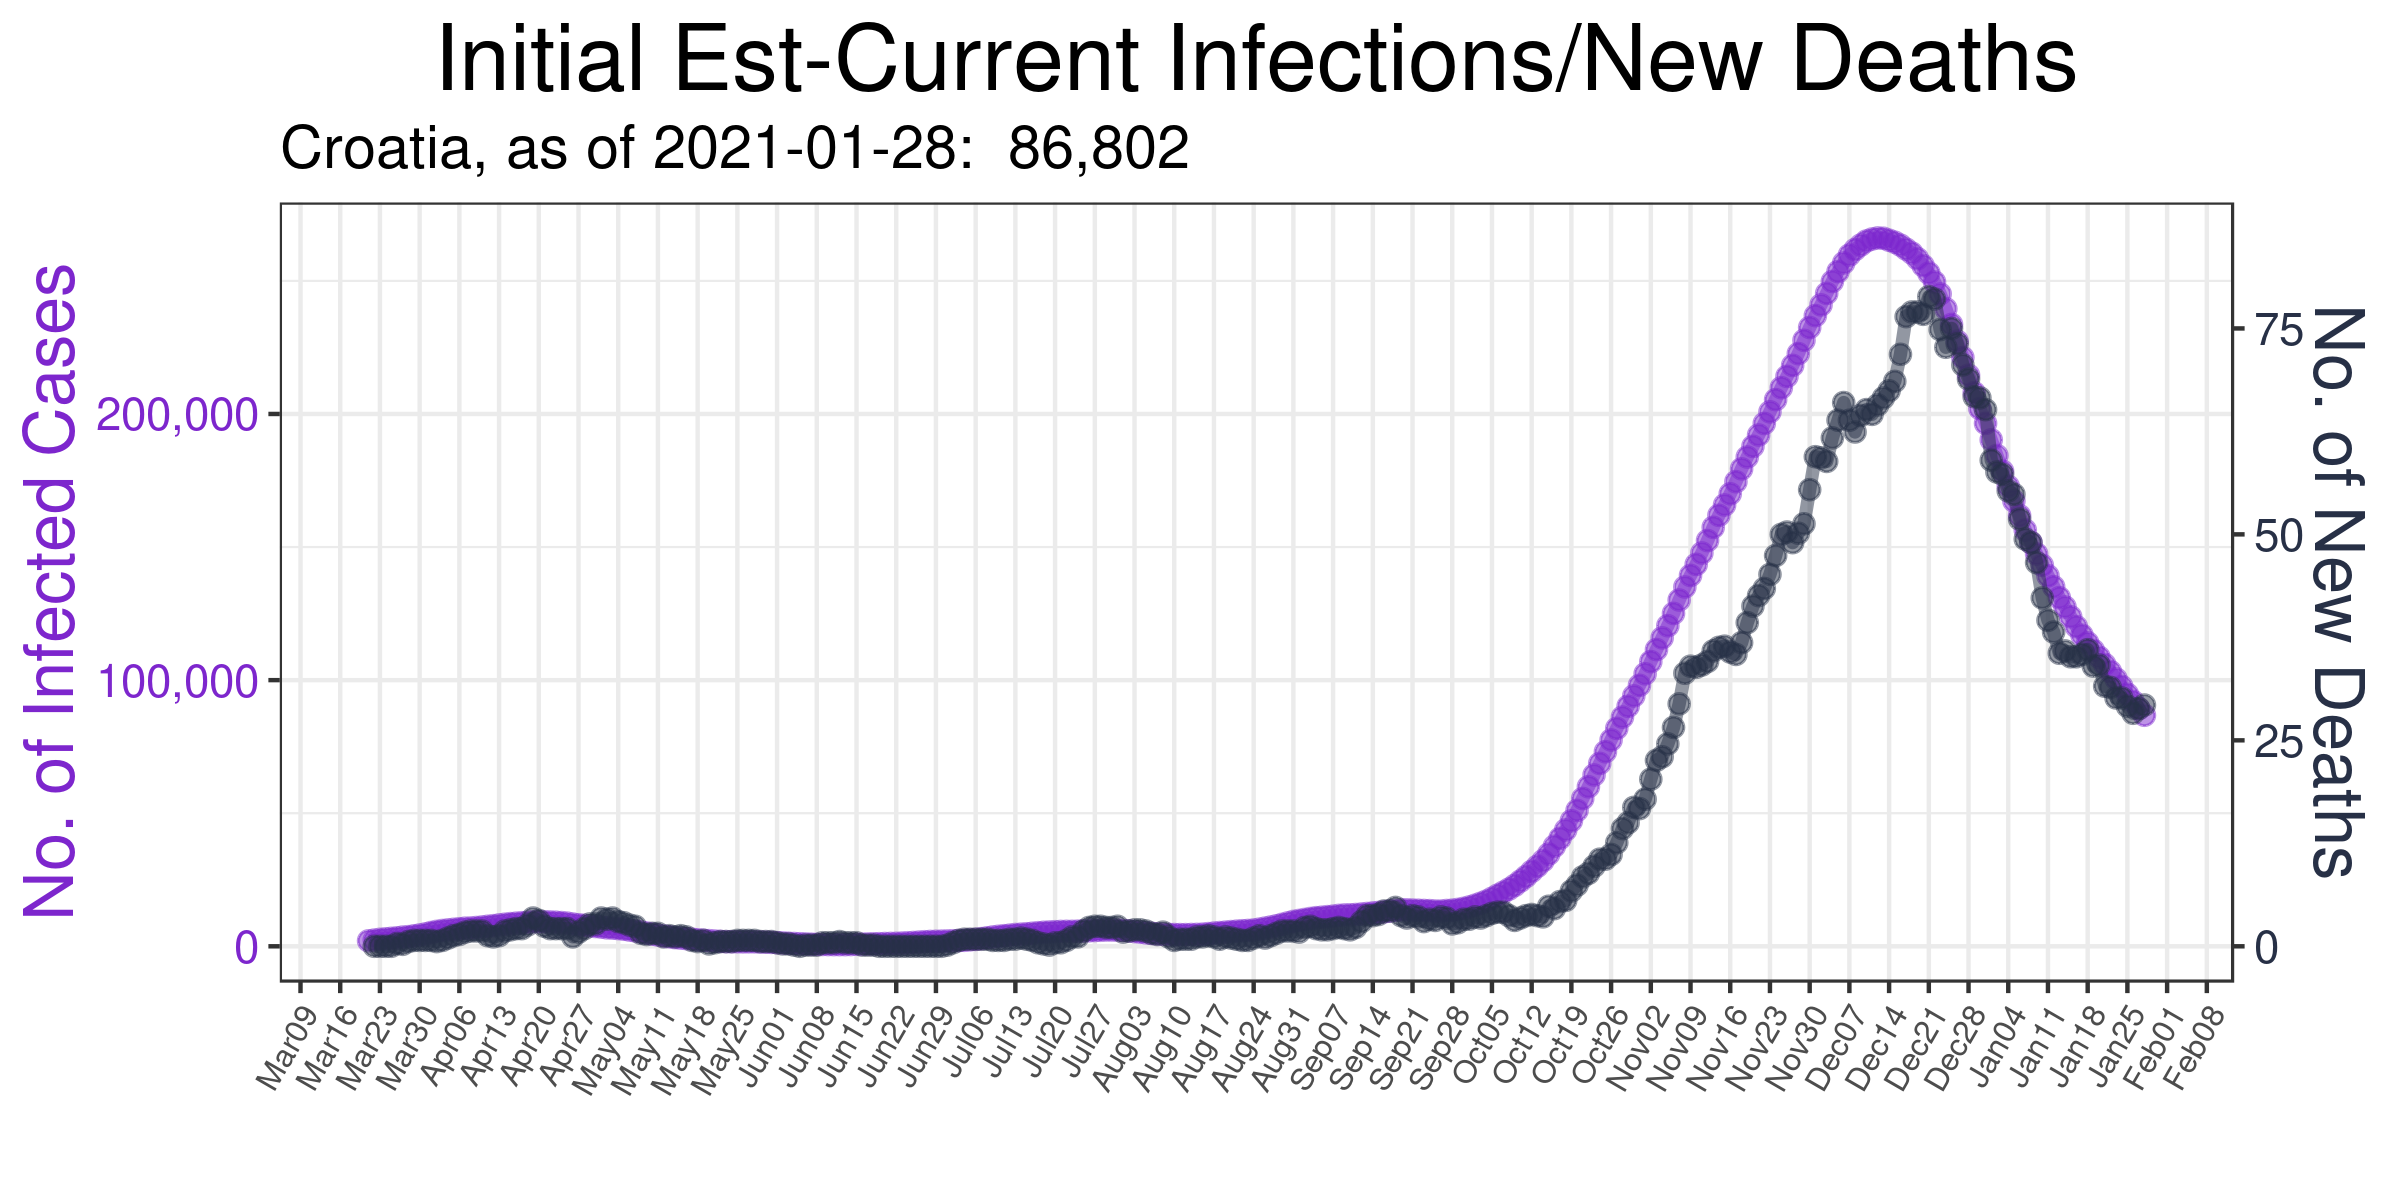 Initial Est-Current Infections/New Deaths
Croatia, as of 2021-01-28:  86,802
No. of Infected Cases
200,000
100,000
0
75
50
25
0
No. of New Deaths
Mar09
Mar16
Mar23
Mar30
Apr06
Apr13
Apr20
Apr27
May04
May11
May18
May25
Jun01
Jun08
Jun15
Jun22
Jun29
Jul06
Jul13
Jul20
Jul27
Aug03
Aug10
Aug17
Aug24
Aug31
Sep07
Sep14
Sep21
Sep28
Oct05
Oct12
Oct19
Oct26
Nov02
Nov09
Nov16
Nov23
Nov30
Dec07
Dec14
Dec21
Dec28
Jan04
Jan11
Jan18
Jan25
Feb01
Feb08